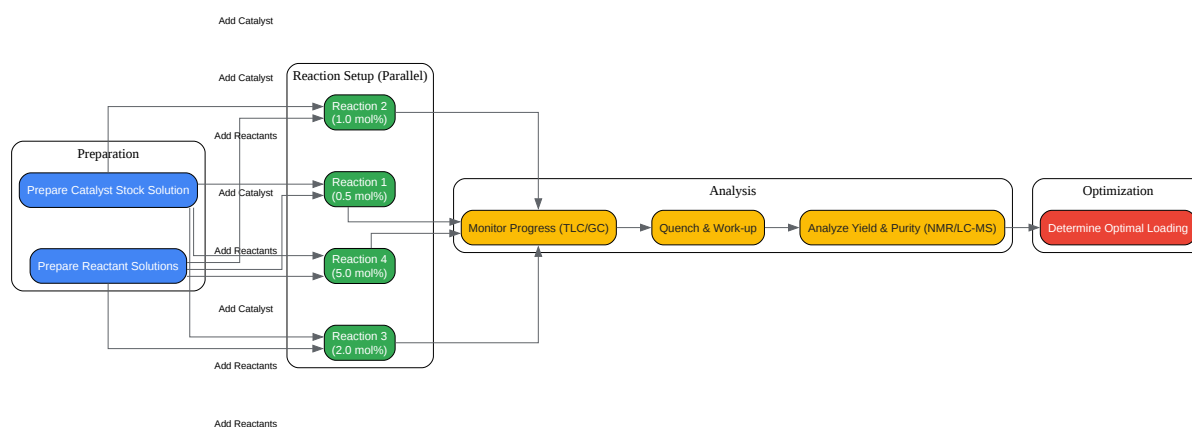 Add Catalyst
Add Catalyst
Add Reactants
Add Catalyst
Add Reactants
Add Catalyst
Add Reactants
Add Reactants
Preparation
Prepare Catalyst Stock Solution
Prepare Reactant Solutions
Reaction Setup (Parallel)
Reaction 2
(1.0 mol%)
Reaction 1
(0.5 mol%)
Reaction 4
(5.0 mol%)
Reaction 3
(2.0 mol%)
Analysis
Monitor Progress (TLC/GC)
Quench & Work-up
Analyze Yield & Purity (NMR/LC-MS)
Optimization
Determine Optimal Loading